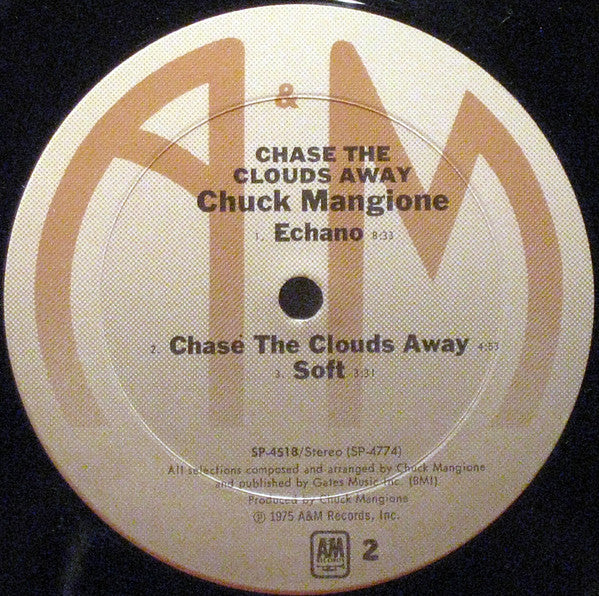 A&M
CHASE THE
CLOUDS AWAY
Chuck Mangione
1. Echano 8:33
2. Chase The Clouds Away 4:53
3. Soft 3:31
SP-4518/Stereo (SP-4774)
All selections composed and arranged by Chuck Mangione
and published by Gates Music Inc. (BMI)
Produced by Chuck Mangione
℗ 1975 A&M Records, Inc.
A&M
RECORDS
2